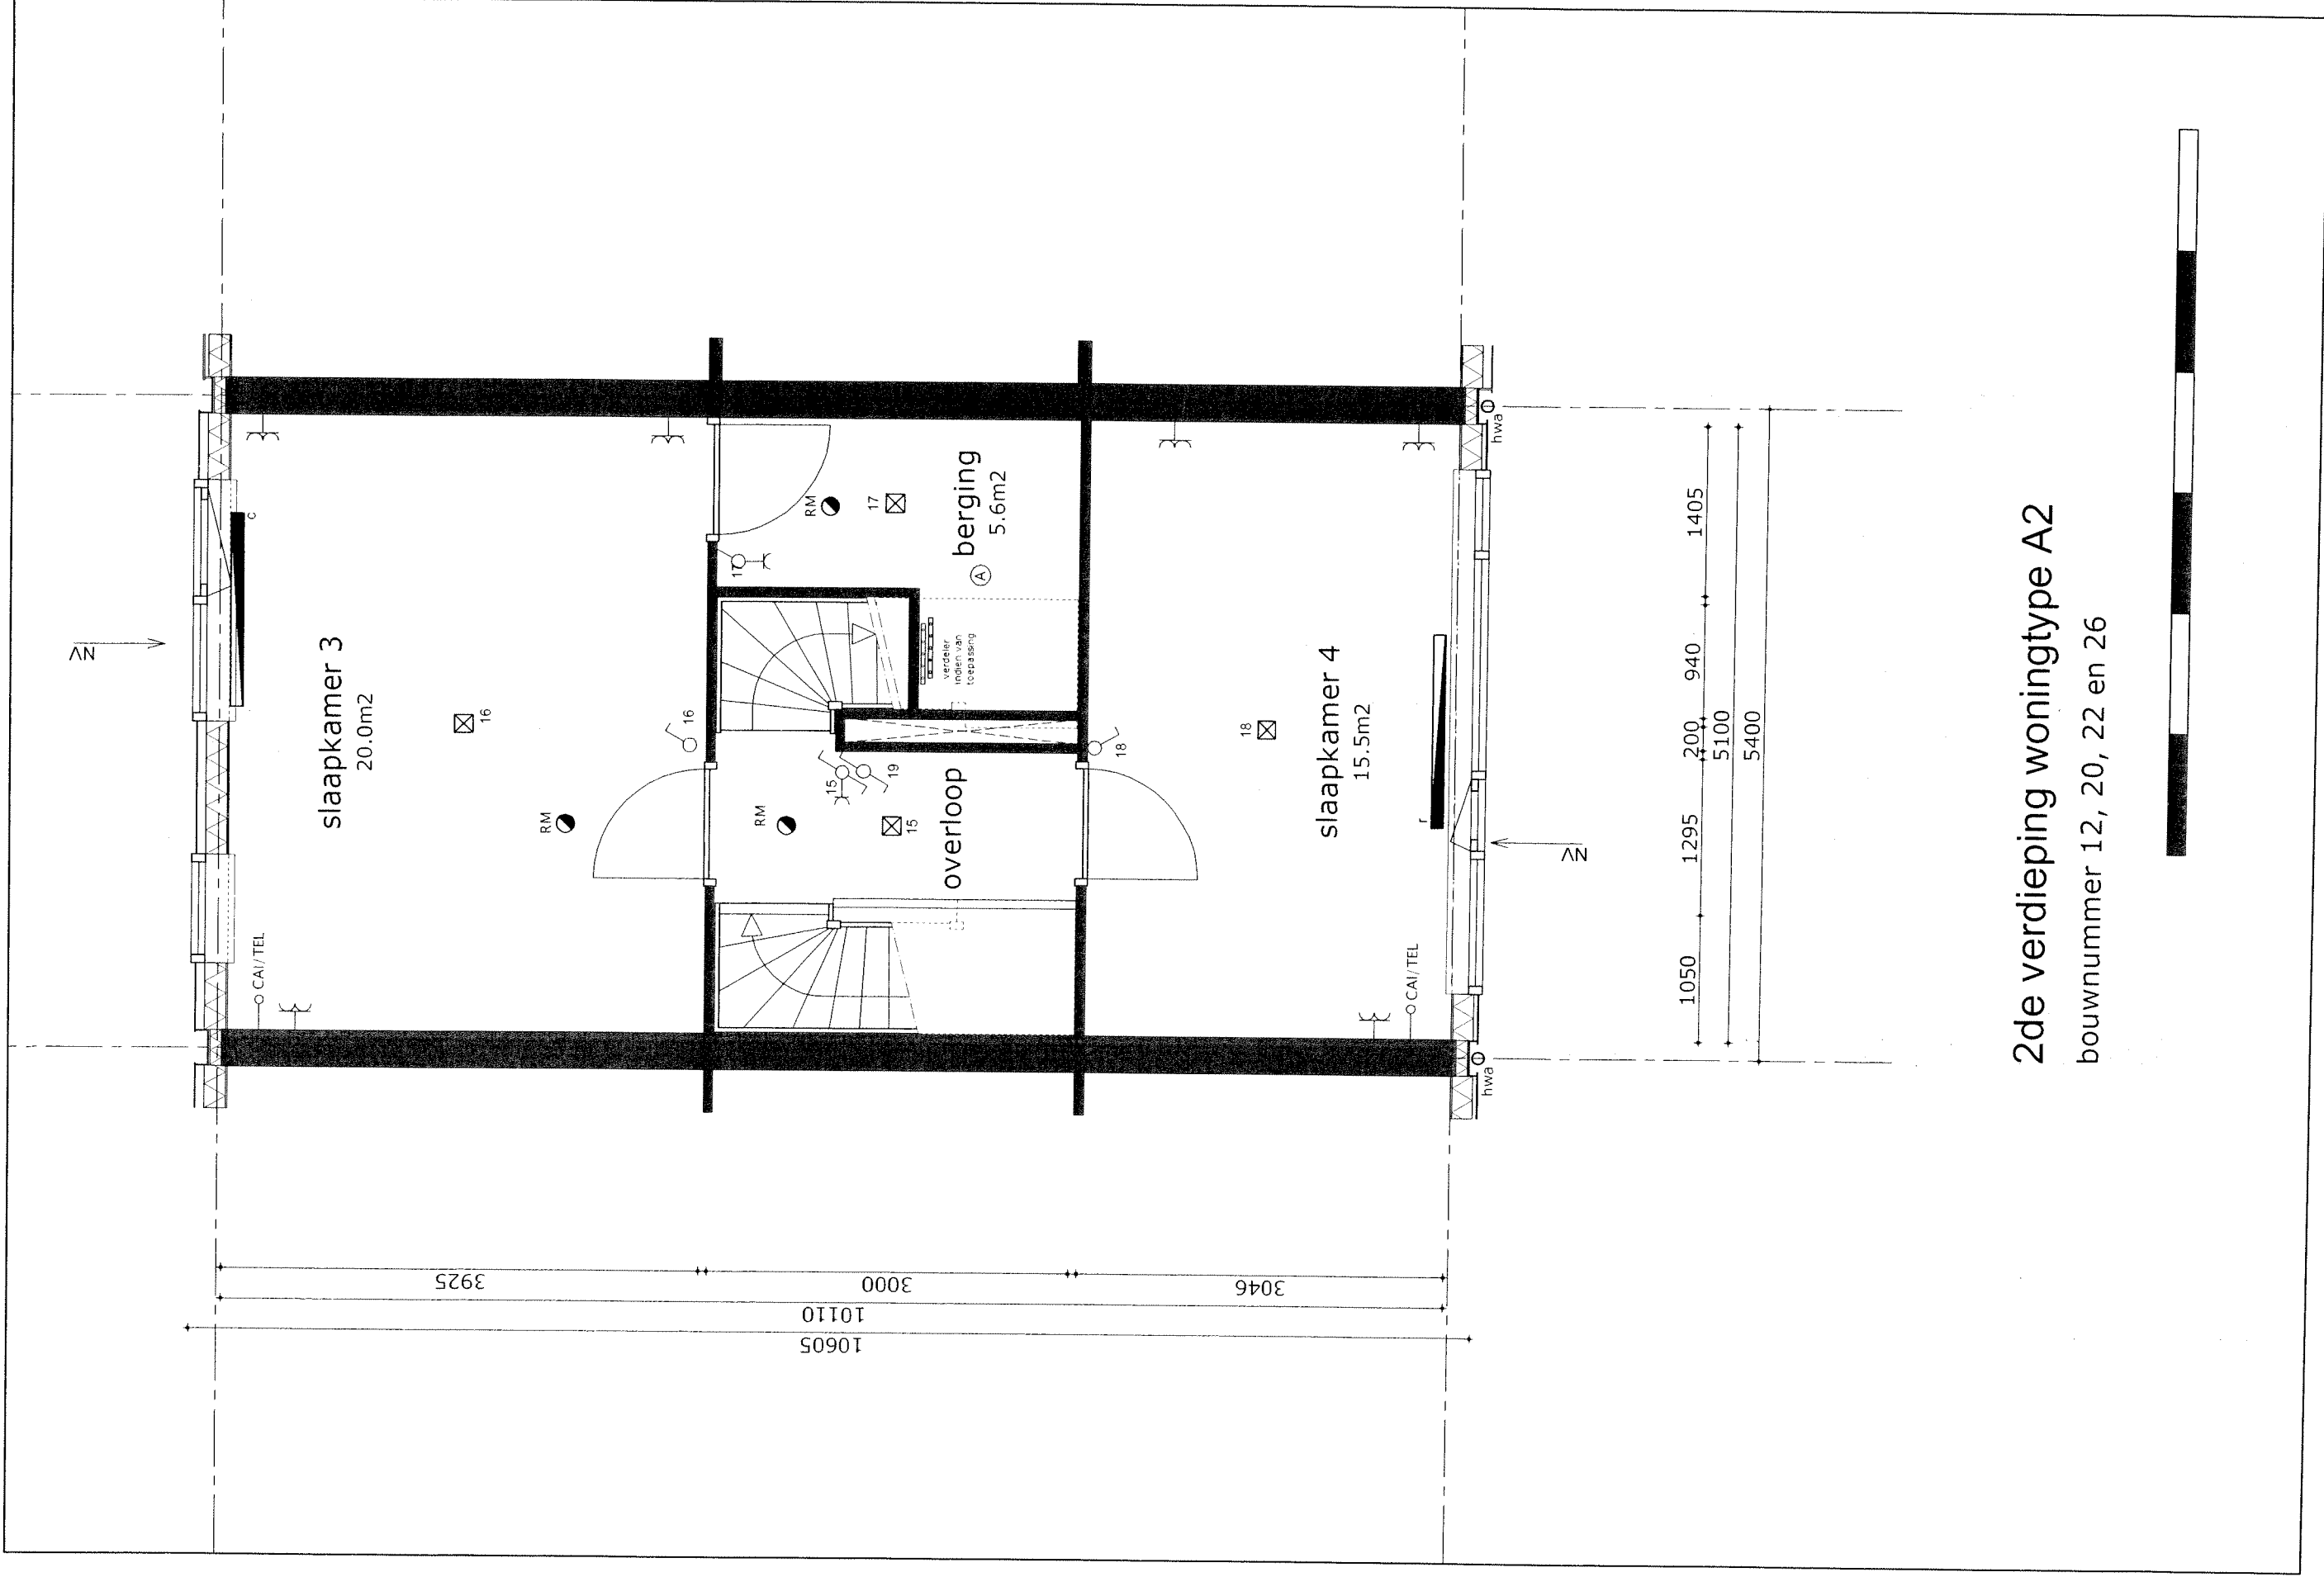 NV
c
slaapkamer 3
20.0m2
16
16
RM
CAI/TEL
RM
17
17
berging
5.6m2
A
verdeler
indien van
toepassing
RM
15
19
15
overloop
18
18
slaapkamer 4
15.5m2
r
CAI/TEL
hwa
hwa
NV
1050
1295
200
940
1405
5100
5400
3925
3000
3046
10110
10605
2de verdieping woningtype A2
bouwnummer 12, 20, 22 en 26